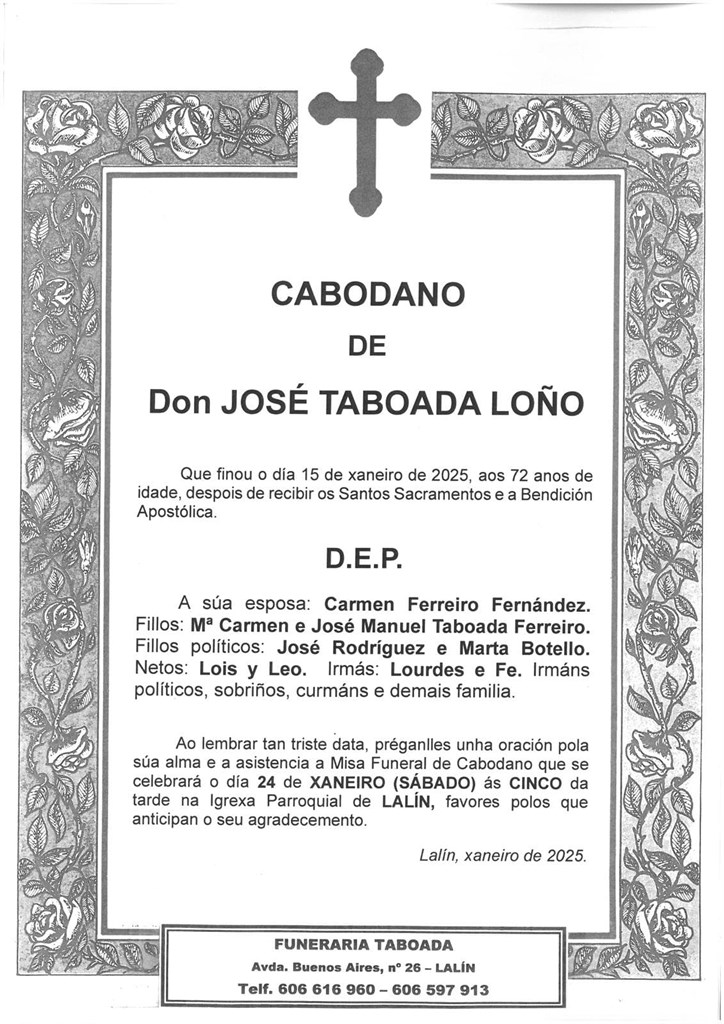 CABODANO
DE
Don JOSÉ TABOADA LOÑO
Que finou o día 15 de xaneiro de 2025, aos 72 anos de
idade, despois de recibir os Santos Sacramentos e a Bendición
Apostólica.
D.E.P.
A súa esposa: Carmen Ferreiro Fernández.
Fillos: Mª Carmen e José Manuel Taboada Ferreiro.
Fillos políticos: José Rodríguez e Marta Botello.
Netos: Lois y Leo. Irmás: Lourdes e Fe. Irmáns
políticos, sobriños, curmáns e demais familia.
Ao lembrar tan triste data, préganlles unha oración pola
súa alma e a asistencia a Misa Funeral de Cabodano que se
celebrará o día 24 de XANEIRO (SÁBADO) ás CINCO da
tarde na Igrexa Parroquial de LALÍN, favores polos que
anticipan o seu agradecemento.
Lalín, xaneiro de 2025.
FUNERARIA TABOADA
Avda. Buenos Aires, nº 26 – LALÍN
Telf. 606 616 960 – 606 597 913